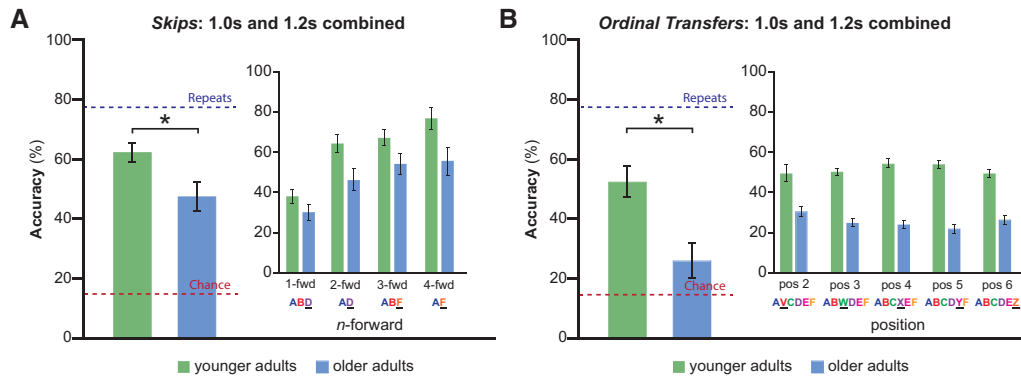 A
Skips: 1.0s and 1.2s combined
Accuracy (%)
100
80
60
40
20
0
Repeats
*
Chance
100
80
60
40
20
0
1-fwd 2-fwd 3-fwd 4-fwd
ABD AD ABF AF
n-forward
younger adults older adults
B
Ordinal Transfers: 1.0s and 1.2s combined
Accuracy (%)
100
80
60
40
20
0
Repeats
*
Chance
100
80
60
40
20
0
pos 2 pos 3 pos 4 pos 5 pos 6
AVCDEF ABWDEF ABCXEF ABCDYF ABCDEZ
position
younger adults older adults